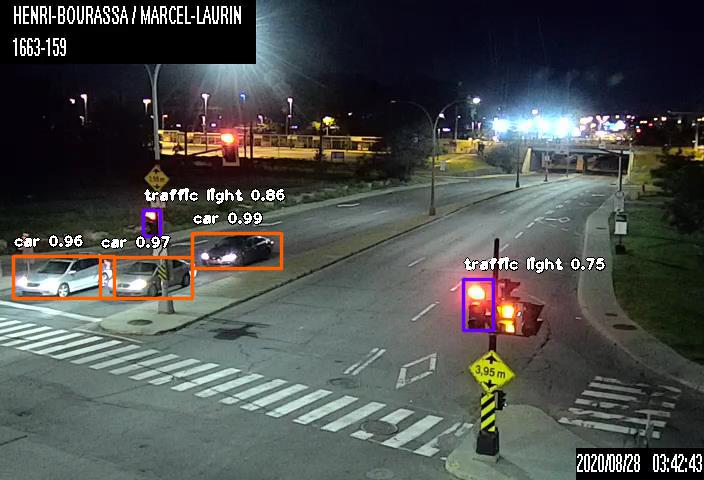 HENRI-BOURASSA / MARCEL-LAURIN
1663-159
traffic light 0.86
car 0.99
car 0.96
car 0.97
traffic light 0.75
3,95 m
2020/08/28 03:42:43